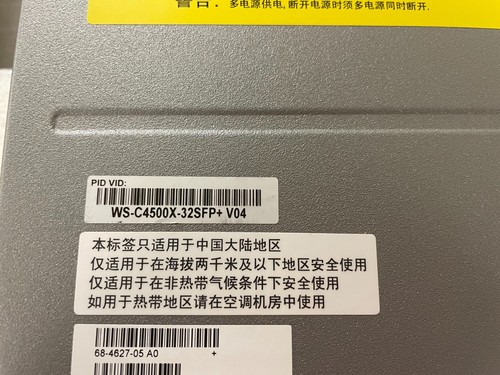 警告: 多电源供电,断开电源时须多电源同时断开.
PID VID:
WS-C4500X-32SFP+ V04
本标签只适用于中国大陆地区
仅适用于在海拔两千米及以下地区安全使用
仅适用于在非热带气候条件下安全使用
如用于热带地区请在空调机房中使用
68-4627-05 A0 +